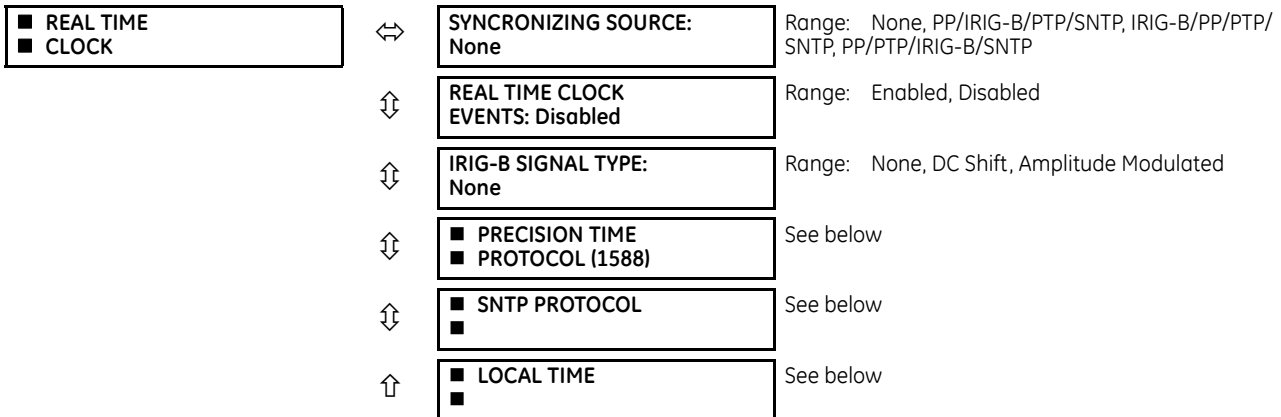 ■ REAL TIME
■ CLOCK
SYNCRONIZING SOURCE:
None
Range: None, PP/IRIG-B/PTP/SNTP, IRIG-B/PP/PTP/
SNTP, PP/PTP/IRIG-B/SNTP
REAL TIME CLOCK
EVENTS: Disabled
Range: Enabled, Disabled
IRIG-B SIGNAL TYPE:
None
Range: None, DC Shift, Amplitude Modulated
■ PRECISION TIME
■ PROTOCOL (1588)
See below
■ SNTP PROTOCOL
■
See below
■ LOCAL TIME
■
See below